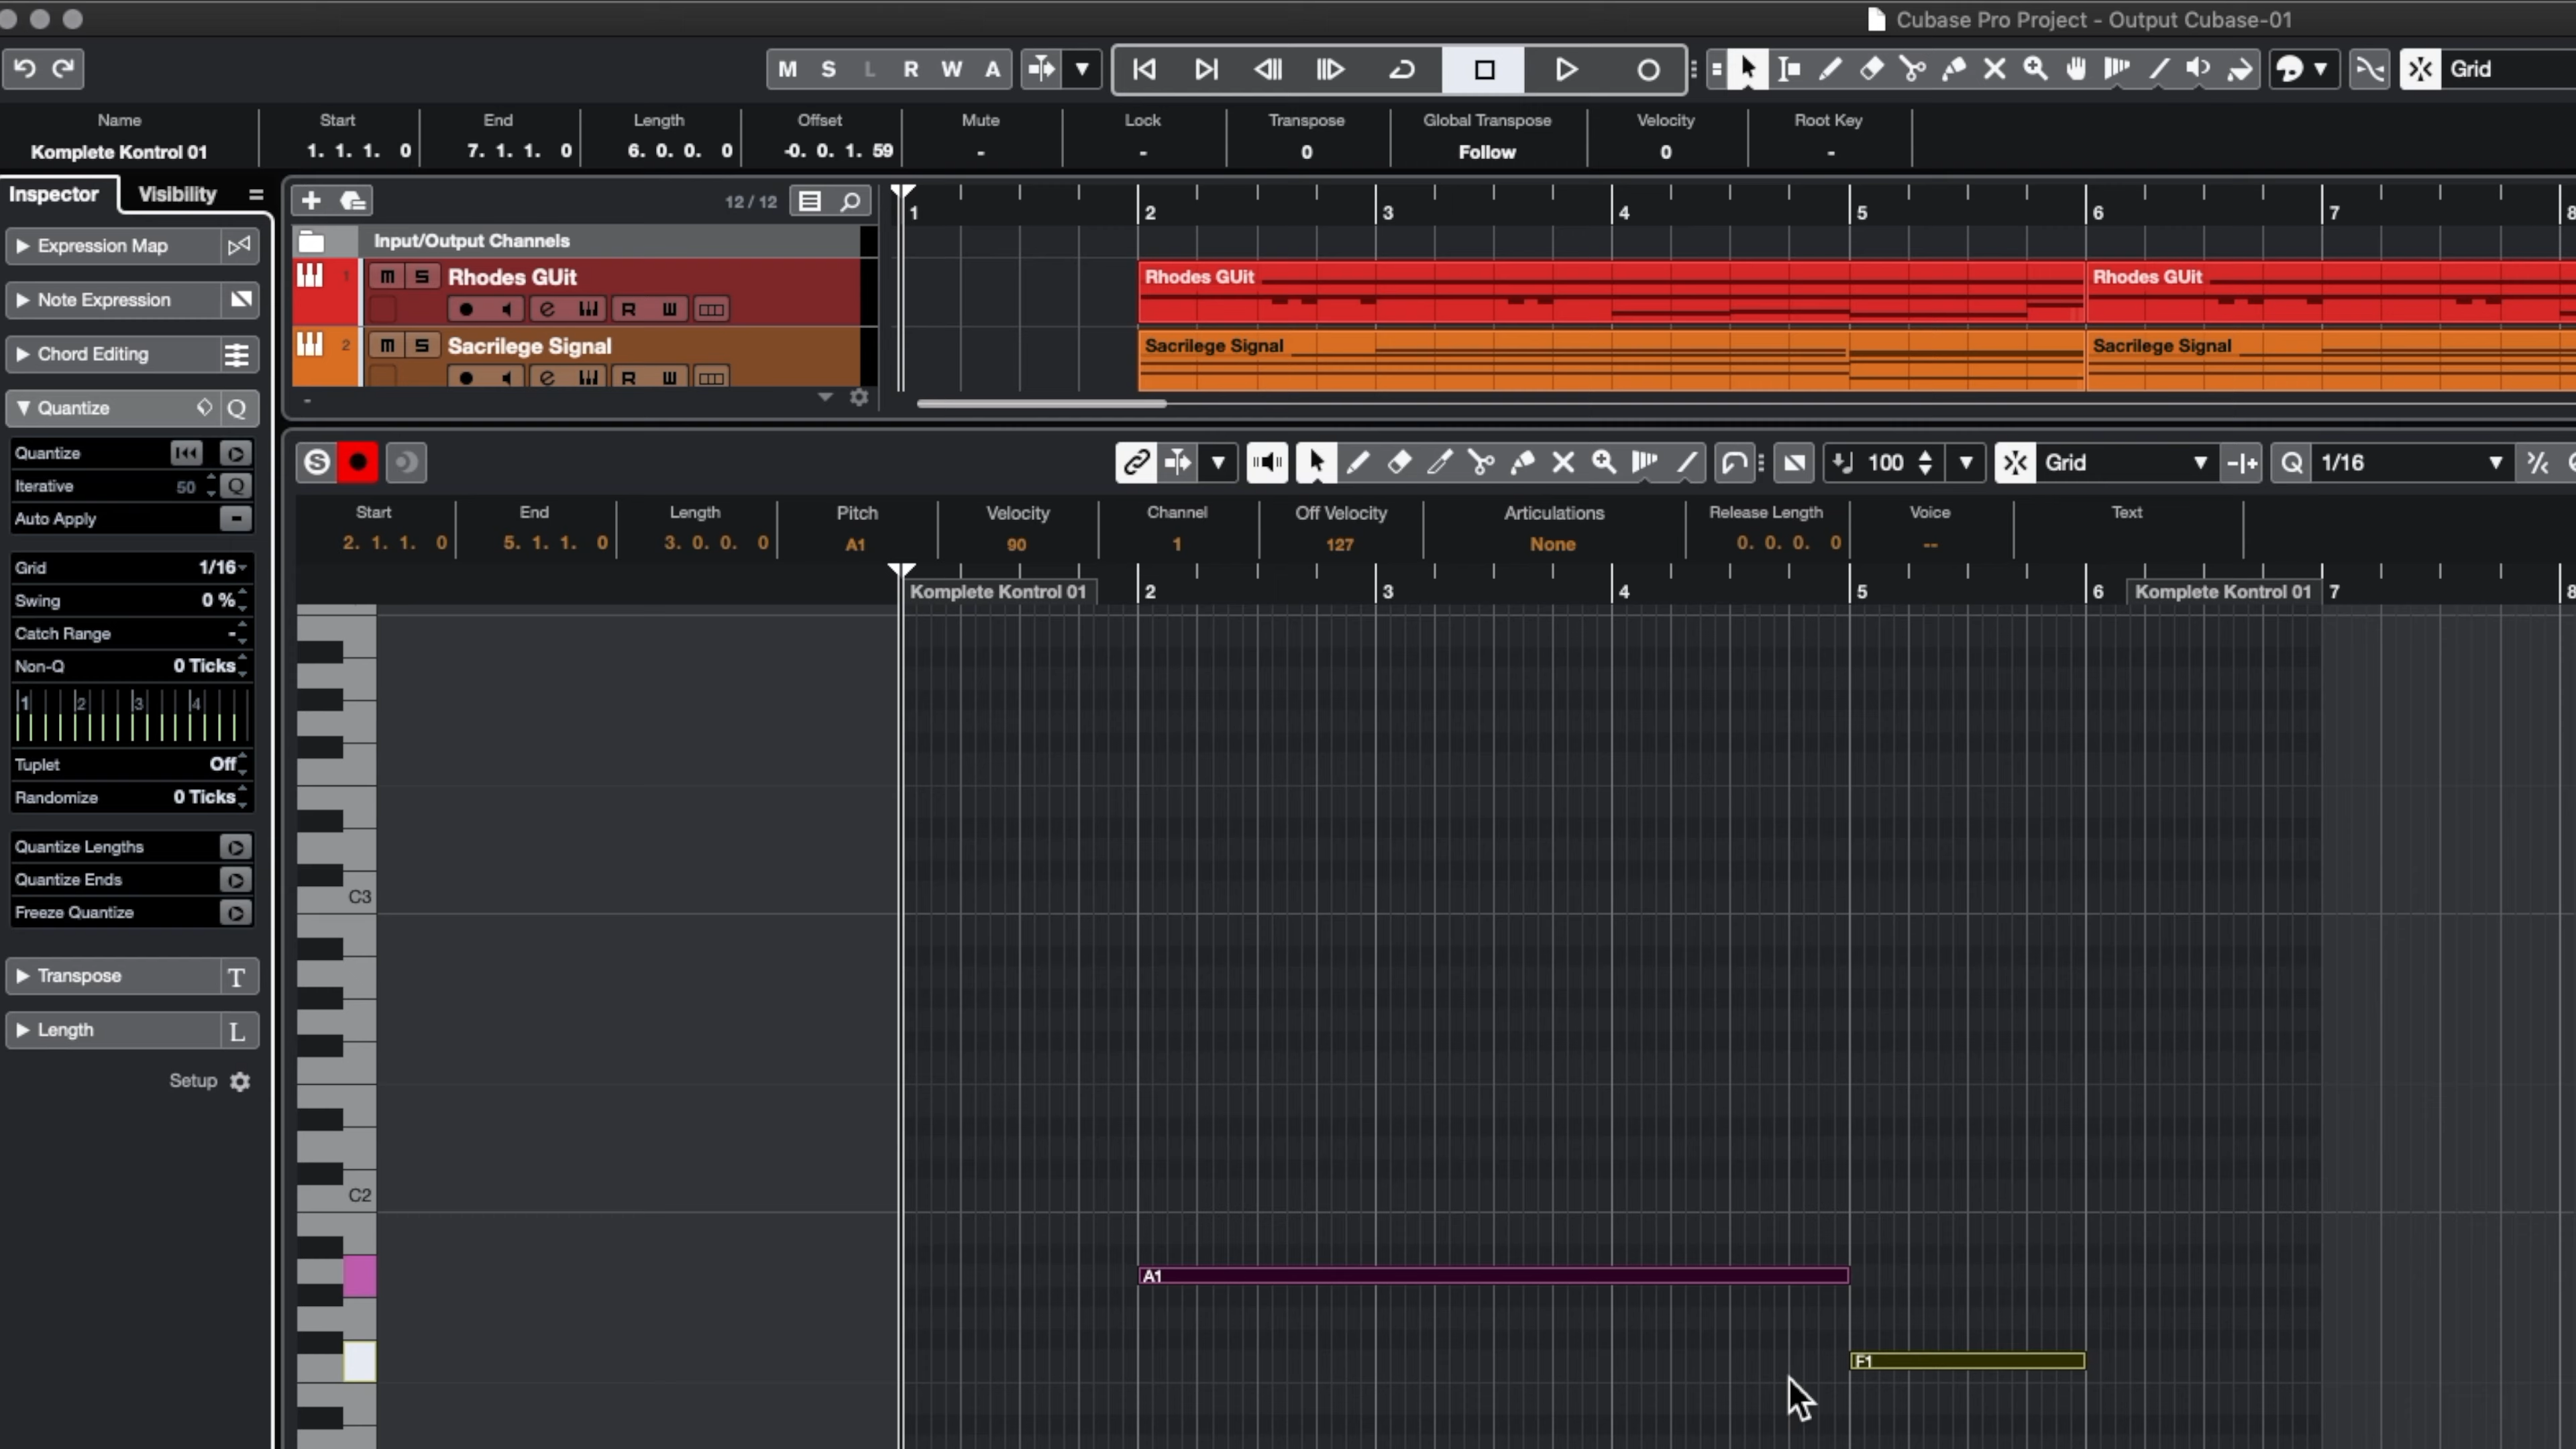 Cubase Pro Project - Output Cubase-01
M S L R W A Grid
Name Start End Length Offset Mute Lock Transpose Global Transpose Velocity Root Key
Komplete Kontrol 01 1. 1. 1. 0 7. 1. 1. 0 6. 0. 0. 0 -0. 0. 1. 59 - - 0 Follow 0 -
Inspector Visibility
12 / 12
1 2 3 4 5 6 7 8
Expression Map
Input/Output Channels
1 m S Rhodes GUit
R W
Rhodes GUit Rhodes GUit
Note Expression
2 m S Sacrilege Signal
R W
Sacrilege Signal Sacrilege Signal
Chord Editing
-
Quantize Q
Quantize
Iterative 50 Q
Auto Apply
S 100 Grid Q 1/16
Start End Length Pitch Velocity Channel Off Velocity Articulations Release Length Voice Text
2. 1. 1. 0 5. 1. 1. 0 3. 0. 0. 0 A1 90 1 127 None 0. 0. 0. 0 --
Grid 1/16
Swing 0 %
Catch Range -
Non-Q 0 Ticks
1 2 3 4
Tuplet Off
Randomize 0 Ticks
Quantize Lengths
Quantize Ends
Freeze Quantize
Transpose T
Length L
Setup
Komplete Kontrol 01 2 3 4 5 6 Komplete Kontrol 01 7 8
C3
C2
A1
F1